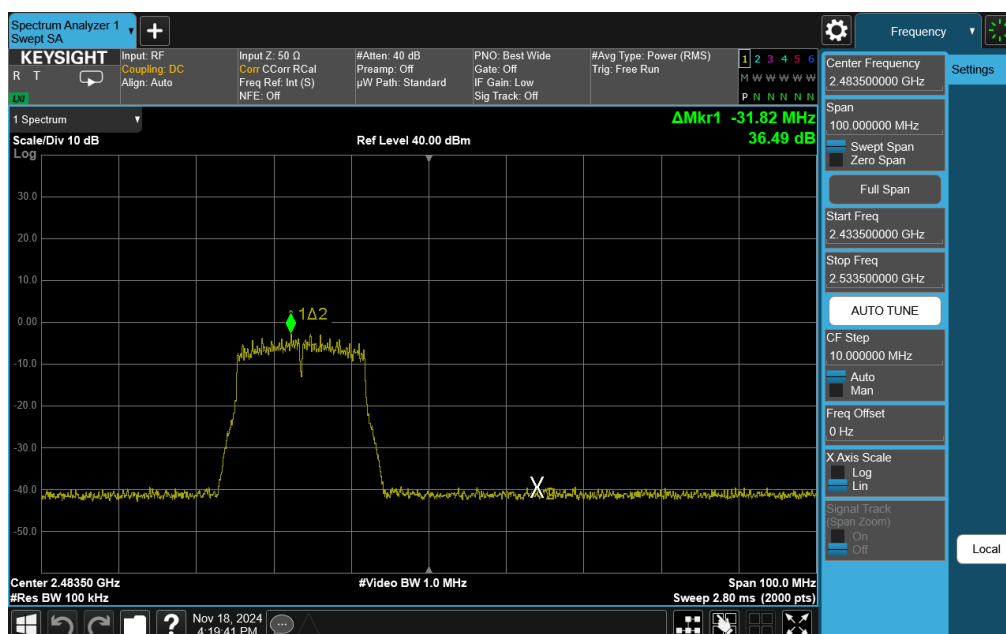 Spectrum Analyzer 1
Swept SA
+
Frequency
KEYSIGHT
R T
LXI
Input: RF
Coupling: DC
Align: Auto
Input Z: 50 Ω
Corr CCorr RCal
Freq Ref: Int (S)
NFE: Off
#Atten: 40 dB
Preamp: Off
µW Path: Standard
PNO: Best Wide
Gate: Off
IF Gain: Low
Sig Track: Off
#Avg Type: Power (RMS)
Trig: Free Run
1 2 3 4 5 6
M W W W W W
P N N N N N
1 Spectrum
Scale/Div 10 dB
Log
Ref Level 40.00 dBm
ΔMkr1 -31.82 MHz
36.49 dB
30.0
20.0
10.0
0.00
-10.0
-20.0
-30.0
-40.0
-50.0
1Δ2
X2
Center 2.48350 GHz
#Res BW 100 kHz
#Video BW 1.0 MHz
Span 100.0 MHz
Sweep 2.80 ms (2000 pts)
Center Frequency
2.483500000 GHz
Span
100.000000 MHz
Swept Span
Zero Span
Full Span
Start Freq
2.433500000 GHz
Stop Freq
2.533500000 GHz
AUTO TUNE
CF Step
10.000000 MHz
Auto
Man
Freq Offset
0 Hz
X Axis Scale
Log
Lin
Signal Track
(Span Zoom)
On
Off
Settings
Local
?
Nov 18, 2024
4:19:41 PM